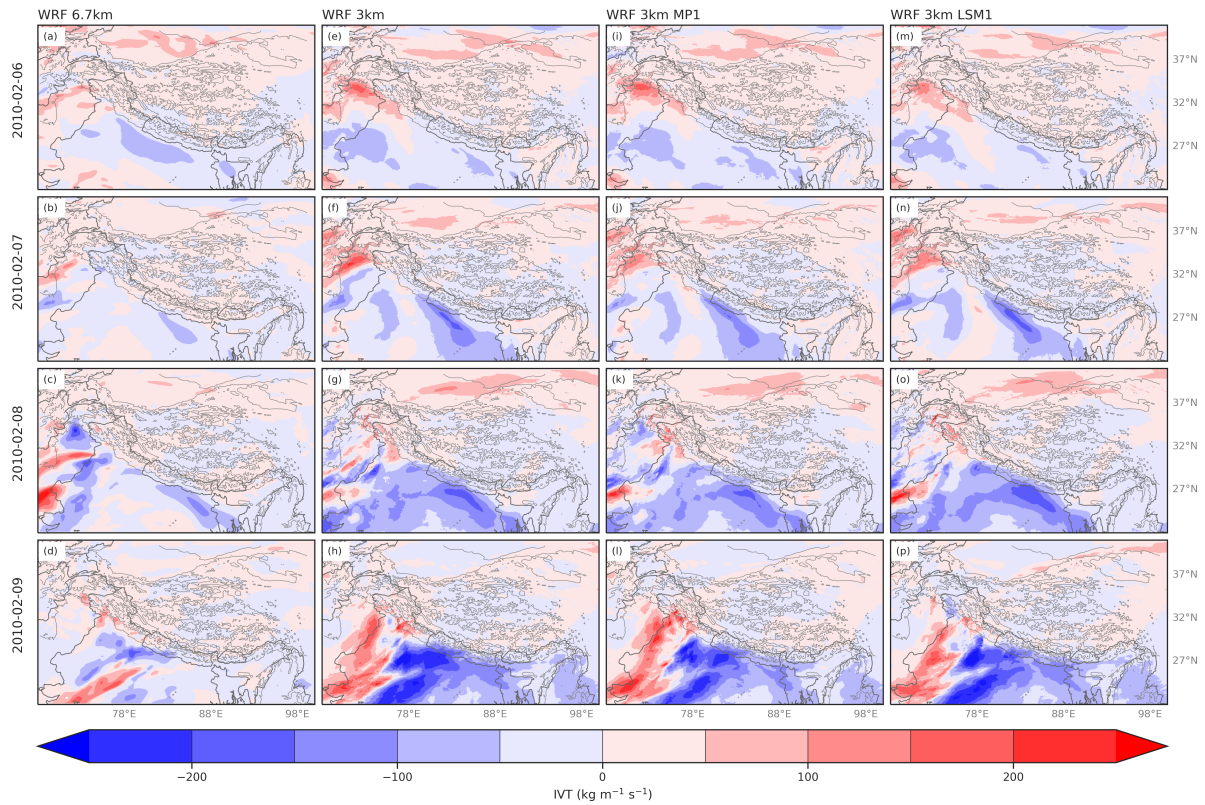 WRF 6.7km WRF 3km WRF 3km MP1 WRF 3km LSM1
2010-02-06 (a) (e) (i) (m) 37°N
32°N
27°N
2010-02-07 (b) (f) (j) (n) 37°N
32°N
27°N
2010-02-08 (c) (g) (k) (o) 37°N
32°N
27°N
2010-02-09 (d) (h) (l) (p) 37°N
32°N
27°N
78°E 88°E 98°E 78°E 88°E 98°E 78°E 88°E 98°E 78°E 88°E 98°E
−200 −100 0 100 200
IVT (kg m⁻¹ s⁻¹)